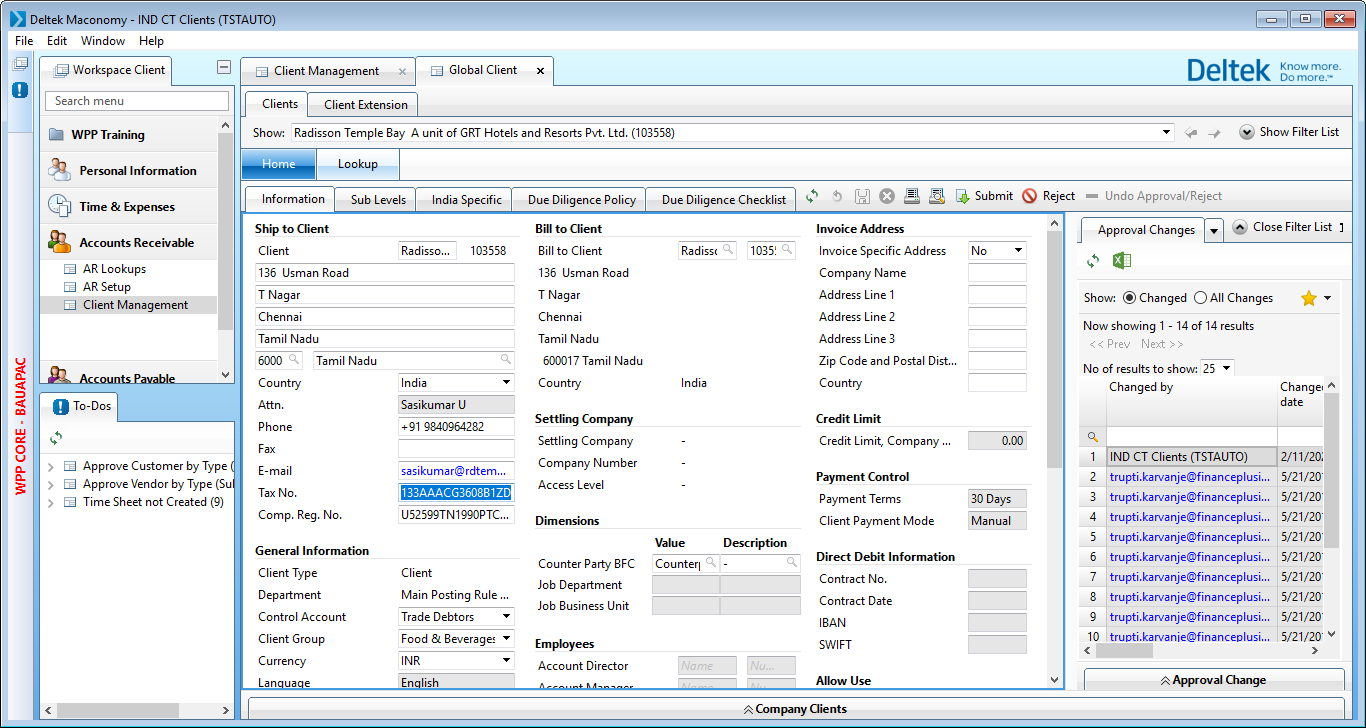 Deltek Maconomy - IND CT Clients (TSTAUTO)
File Edit Window Help
Workspace Client
Client Management
Global Client
Deltek Know more. Do more.™
Search menu
WPP Training
Personal Information
Time & Expenses
Accounts Receivable
AR Lookups
AR Setup
Client Management
Accounts Payable
WPP CORE - BAUAPAC
To-Dos
Approve Customer by Type (
Approve Vendor by Type (Sul
Time Sheet not Created (9)
Clients Client Extension
Show: Radisson Temple Bay A unit of GRT Hotels and Resorts Pvt. Ltd. (103558) Show Filter List
Home Lookup
Information Sub Levels India Specific Due Diligence Policy Due Diligence Checklist Submit Reject Undo Approval/Reject
Ship to Client
Client Radisso... 103558
136 Usman Road
T Nagar
Chennai
Tamil Nadu
6000 Tamil Nadu
Country India
Attn. Sasikumar U
Phone +91 9840964282
Fax
E-mail sasikumar@rdtem...
Tax No. 133AAACG3608B1ZD
Comp. Reg. No. U52599TN1990PTC...
General Information
Client Type Client
Department Main Posting Rule ...
Control Account Trade Debtors
Client Group Food & Beverages
Currency INR
Language English
Bill to Client
Bill to Client Radisso 1035
136 Usman Road
T Nagar
Chennai
Tamil Nadu
600017 Tamil Nadu
Country India
Settling Company
Settling Company -
Company Number -
Access Level -
Dimensions
Value Description
Counter Party BFC Counterp -
Job Department
Job Business Unit
Employees
Account Director Name Nu...
Account Manager Name Nu...
Invoice Address
Invoice Specific Address No
Company Name
Address Line 1
Address Line 2
Address Line 3
Zip Code and Postal Dist...
Country
Credit Limit
Credit Limit, Company ... 0.00
Payment Control
Payment Terms 30 Days
Client Payment Mode Manual
Direct Debit Information
Contract No.
Contract Date
IBAN
SWIFT
Allow Use
Approval Changes Close Filter List
Show: Changed All Changes
Now showing 1 - 14 of 14 results
<< Prev Next >>
No of results to show: 25
Changed by Changed date
1 IND CT Clients (TSTAUTO) 2/11/202
2 trupti.karvanje@financeplusi... 5/21/201
3 trupti.karvanje@financeplusi... 5/21/201
4 trupti.karvanje@financeplusi... 5/21/201
5 trupti.karvanje@financeplusi... 5/21/201
6 trupti.karvanje@financeplusi... 5/21/201
7 trupti.karvanje@financeplusi... 5/21/201
8 trupti.karvanje@financeplusi... 5/21/201
9 trupti.karvanje@financeplusi... 5/21/201
10 trupti.karvanje@financeplusi... 5/21/201
Approval Change
Company Clients